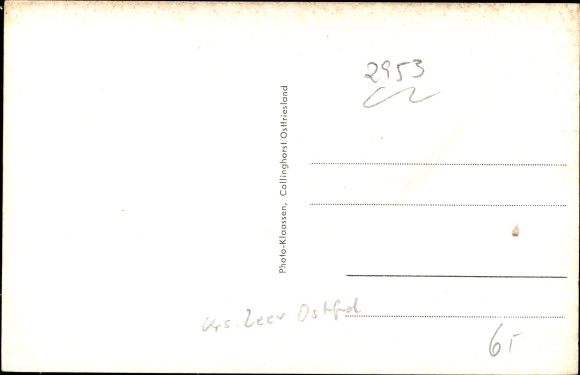 2953
Photo-Klaassen, Collinghorst Ostfriesland
Krs. Leer Ostfrsl
6,-